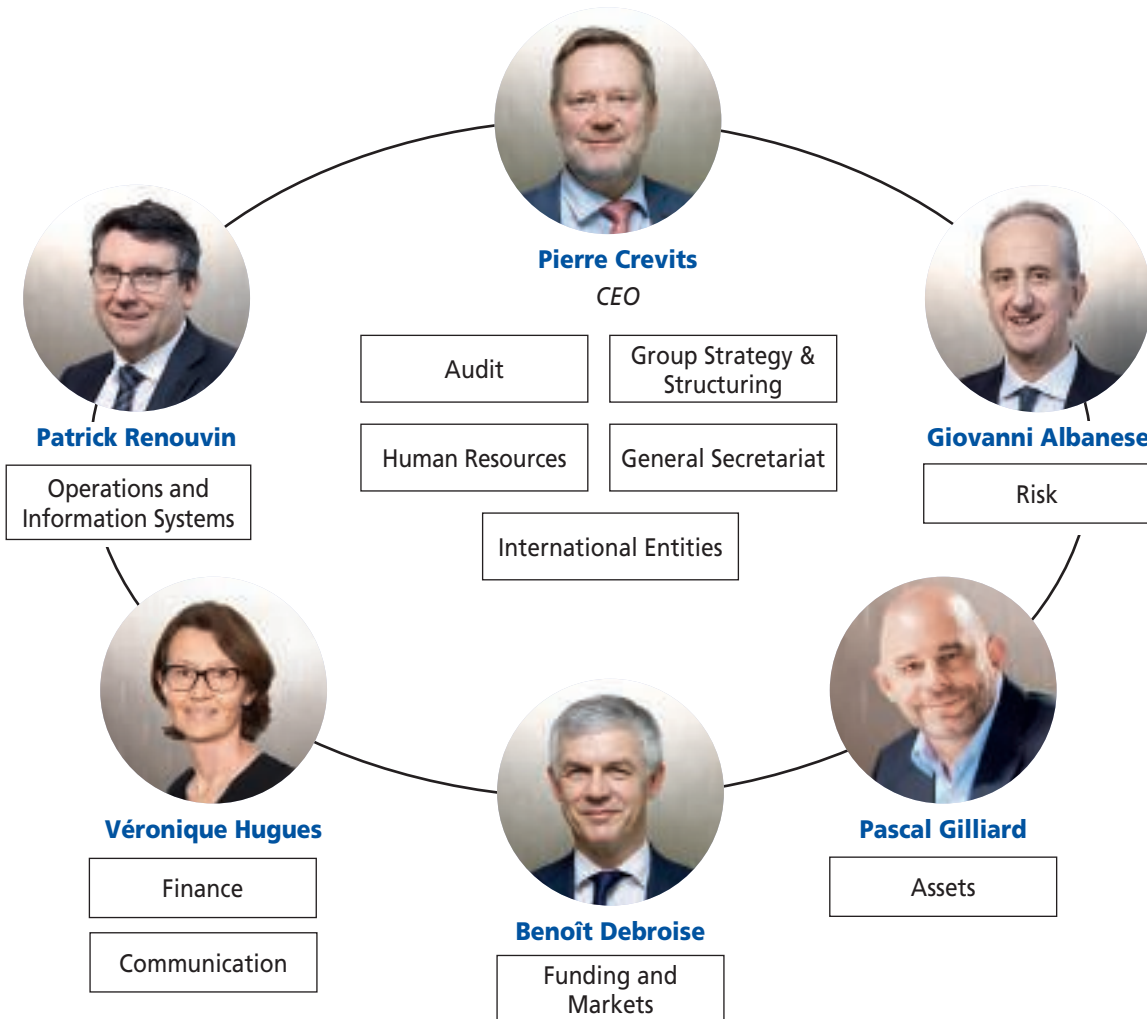 Pierre Crevits
CEO
Audit
Group Strategy &
Structuring
Human Resources
General Secretariat
International Entities
Patrick Renouvin
Operations and
Information Systems
Giovanni Albanese
Risk
Véronique Hugues
Finance
Communication
Benoît Debroise
Funding and
Markets
Pascal Gilliard
Assets